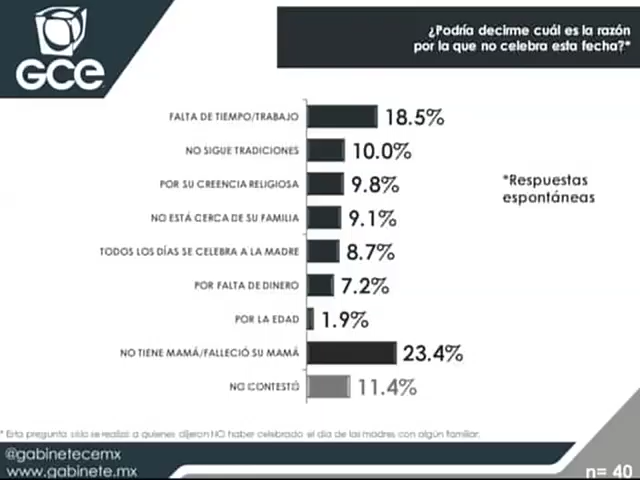 GCE
¿Podría decirme cuál es la razón
por la que no celebra esta fecha?*
FALTA DE TIEMPO/TRABAJO 18.5%
NO SIGUE TRADICIONES 10.0%
POR SU CREENCIA RELIGIOSA 9.8%
NO ESTÁ CERCA DE SU FAMILIA 9.1%
TODOS LOS DÍAS SE CELEBRA A LA MADRE 8.7%
POR FALTA DE DINERO 7.2%
POR LA EDAD 1.9%
NO TIENE MAMÁ/FALLECIÓ SU MAMÁ 23.4%
NO CONTESTÓ 11.4%
*Respuestas
espontáneas
* Esta pregunta sólo se realizó a quienes dijeron NO haber celebrado el día de las madres con algún familiar.
@gabinetecemx
www.gabinete.mx
n= 40